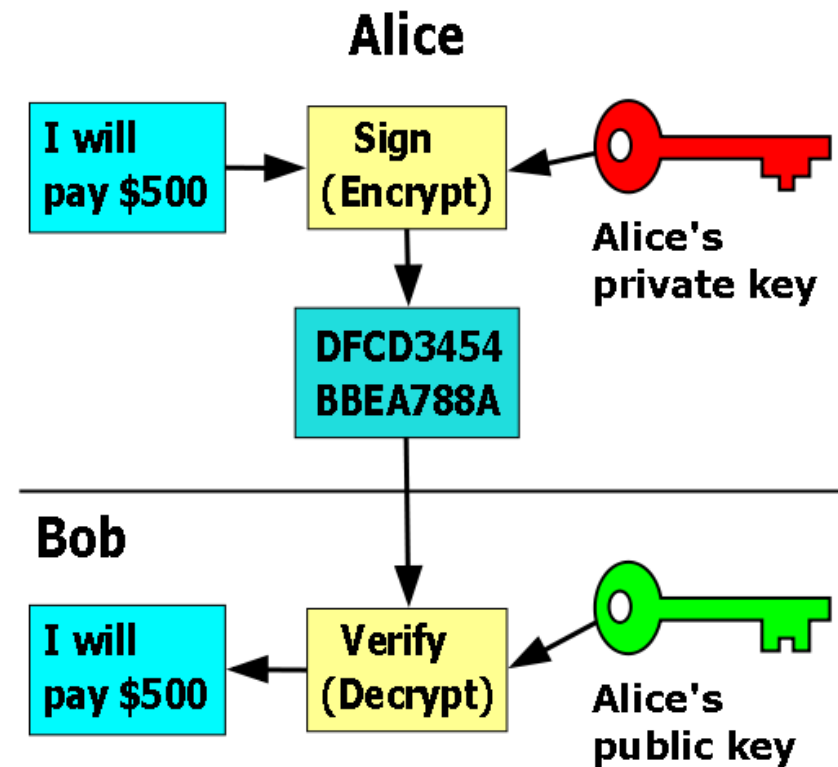 Alice
I will
pay $500
Sign
(Encrypt)
Alice's
private key
DFCD3454
BBEA788A
Bob
I will
pay $500
Verify
(Decrypt)
Alice's
public key